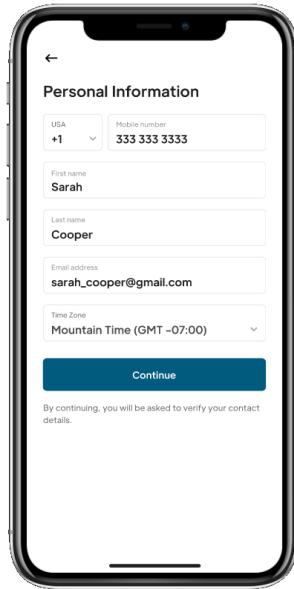 Personal Information
USA
+1
Mobile number
333 333 3333
First name
Sarah
Last name
Cooper
Email address
sarah_cooper@gmail.com
Time Zone
Mountain Time (GMT -07:00)
Continue
By continuing, you will be asked to verify your contact
details.